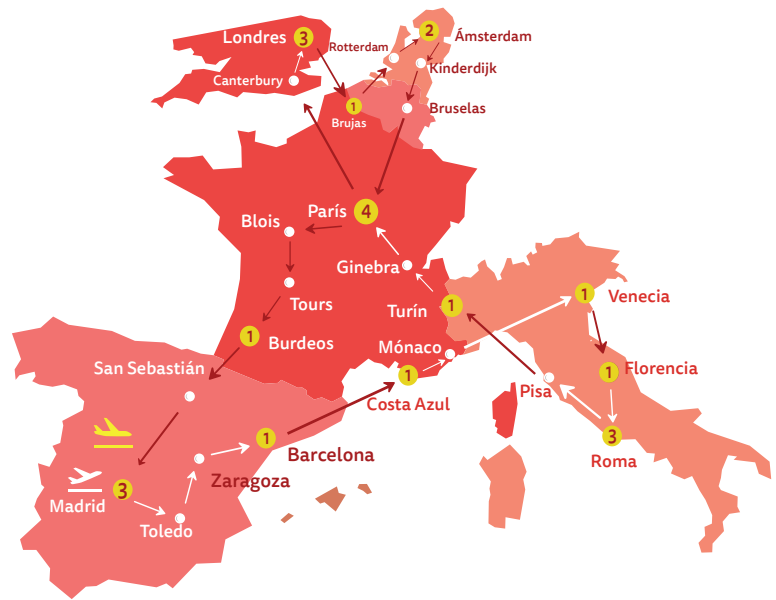 Londres 3
2 Ámsterdam
Rotterdam
Kinderdijk
Canterbury
1
Brujas
Bruselas
París 4
Blois
Ginebra
Tours
Turín 1
1 Venecia
1 Burdeos
Mónaco
San Sebastián
1
Costa Azul
1 Florencia
Pisa
1 Barcelona
3
Roma
Zaragoza
3
Madrid
Toledo